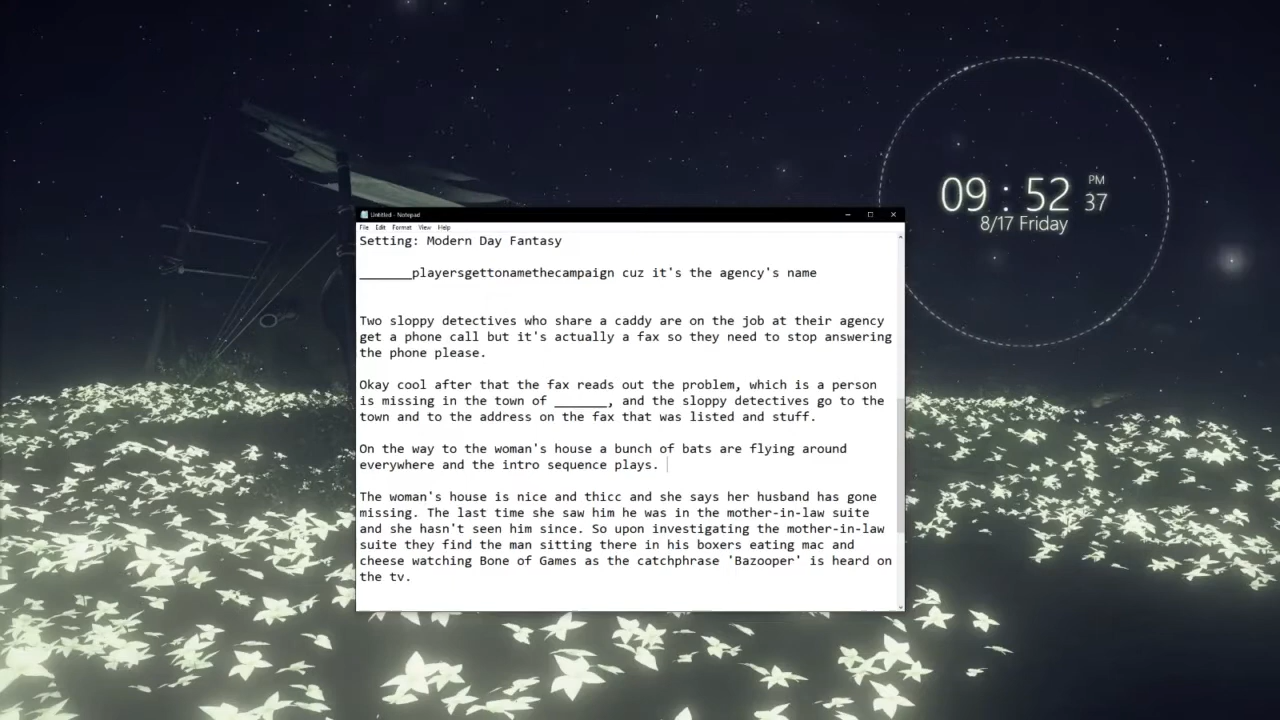 09 : 52 PM 37
8/17 Friday
Untitled - Notepad
File Edit Format View Help
Setting: Modern Day Fantasy
_______playersgettonamethecampaign cuz it's the agency's name
Two sloppy detectives who share a caddy are on the job at their agency
get a phone call but it's actually a fax so they need to stop answering
the phone please.
Okay cool after that the fax reads out the problem, which is a person
is missing in the town of _______, and the sloppy detectives go to the
town and to the address on the fax that was listed and stuff.
On the way to the woman's house a bunch of bats are flying around
everywhere and the intro sequence plays.
The woman's house is nice and thicc and she says her husband has gone
missing. The last time she saw him he was in the mother-in-law suite
and she hasn't seen him since. So upon investigating the mother-in-law
suite they find the man sitting there in his boxers eating mac and
cheese watching Bone of Games as the catchphrase 'Bazooper' is heard on
the tv.